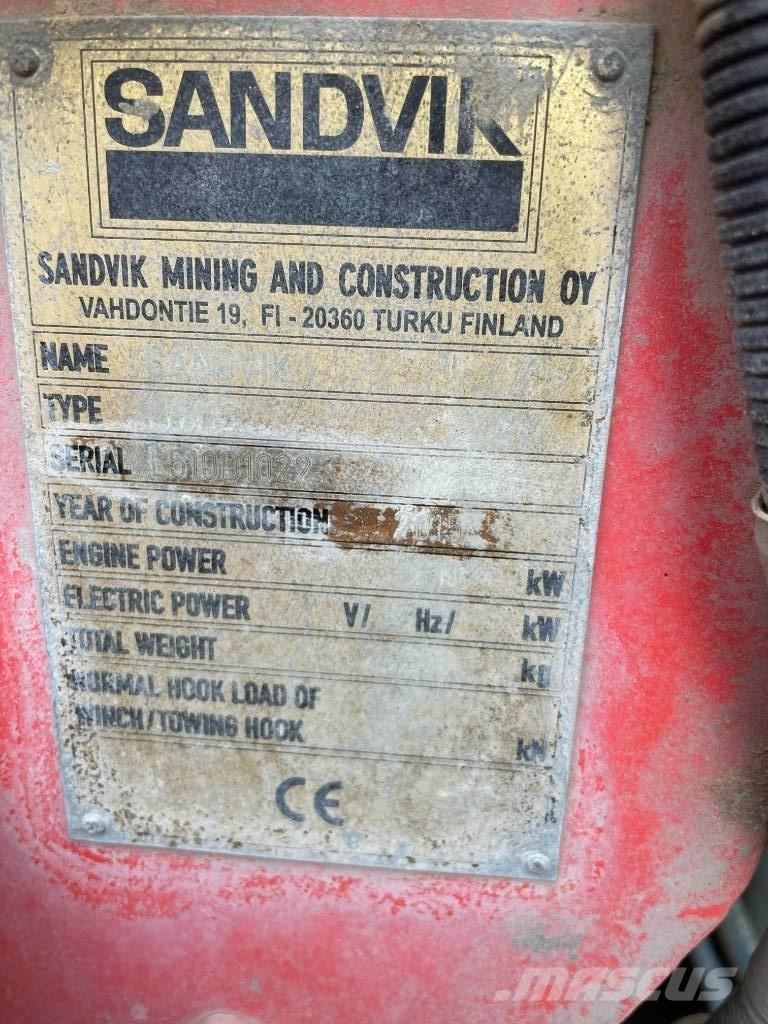 SANDVIK
SANDVIK MINING AND CONSTRUCTION OY
VAHDONTIE 19, FI - 20360 TURKU FINLAND
NAME SANDVIK
TYPE
SERIAL L510D1022
YEAR OF CONSTRUCTION
ENGINE POWER kW
ELECTRIC POWER V/ Hz/ kW
TOTAL WEIGHT kg
NORMAL HOOK LOAD OF
WINCH/TOWING HOOK kN
CE
mascus